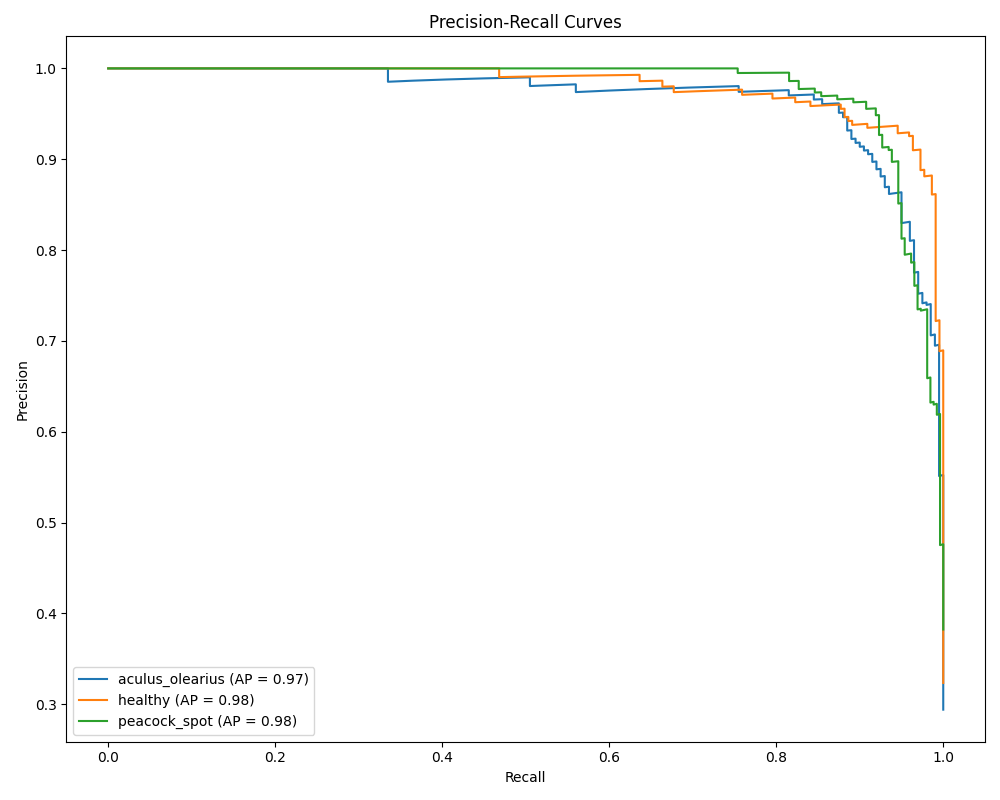 Precision-Recall Curves
1.0
0.9
0.8
0.7
0.6
0.5
0.4
0.3
Precision
aculus_olearius (AP = 0.97)
healthy (AP = 0.98)
peacock_spot (AP = 0.98)
0.0 0.2 0.4 0.6 0.8 1.0
Recall